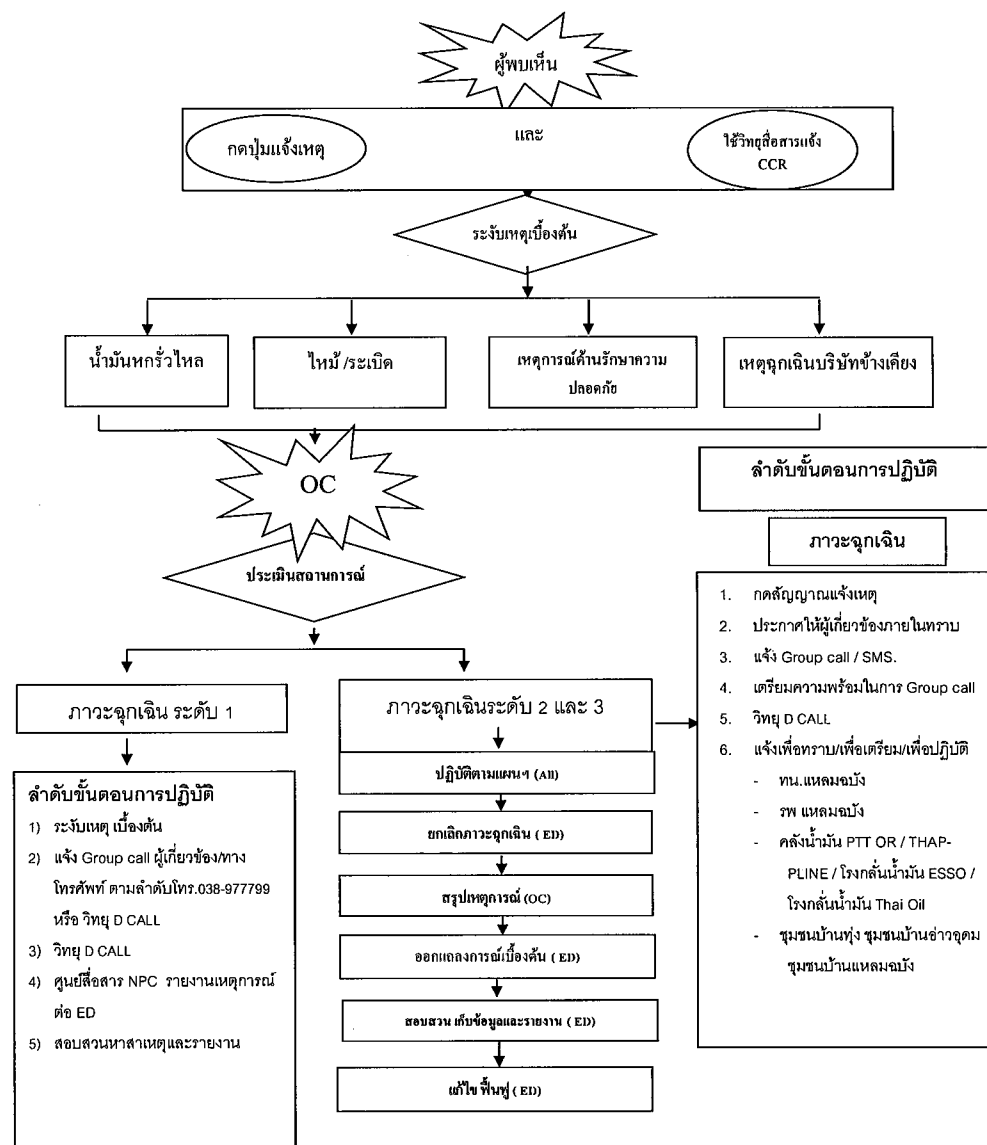 ผู้พบเห็น
กดปุ่มแจ้งเหตุ
และ
ใช้วิทยุสื่อสารแจ้ง
CCR
ระงับเหตุเบื้องต้น
น้ำมันหกรั่วไหล
ไหม้ /ระเบิด
เหตุการณ์ด้านรักษาความ
ปลอดภัย
เหตุฉุกเฉินบริษัทข้างเคียง
OC
ประเมินสถานการณ์
ภาวะฉุกเฉิน ระดับ 1
ลำดับขั้นตอนการปฏิบัติ
1) ระงับเหตุ เบื้องต้น
2) แจ้ง Group call ผู้เกี่ยวข้อง/ทาง
โทรศัพท์ ตามลำดับโทร.038-977799
หรือ วิทยุ D CALL
3) วิทยุ D CALL
4) ศูนย์สื่อสาร NPC รายงานเหตุการณ์
ต่อ ED
5) สอบสวนหาสาเหตุและรายงาน
ภาวะฉุกเฉินระดับ 2 และ 3
ปฏิบัติตามแผนฯ (All)
ยกเลิกภาวะฉุกเฉิน (ED)
สรุปเหตุการณ์ (OC)
ออกแถลงการณ์เบื้องต้น ( ED)
สอบสวน เก็บข้อมูลและรายงาน ( ED)
แก้ไข ฟื้นฟู ( ED)
ลำดับขั้นตอนการปฏิบัติ
ภาวะฉุกเฉิน
1. กดสัญญาณแจ้งเหตุ
2. ประกาศให้ผู้เกี่ยวข้องภายในทราบ
3. แจ้ง Group call / SMS.
4. เตรียมความพร้อมในการ Group call
5. วิทยุ D CALL
6. แจ้งเพื่อทราบ/เพื่อเตรียม/เพื่อปฏิบัติ
- ทน.แหลมฉบัง
- รพ แหลมฉบัง
- คลังน้ำมัน PTT OR / THAP-
PLINE / โรงกลั่นน้ำมัน ESSO /
โรงกลั่นน้ำมัน Thai Oil
- ชุมชนบ้านทุ่ง ชุมชนบ้านอ่าวอุดม
ชุมชนบ้านแหลมฉบัง